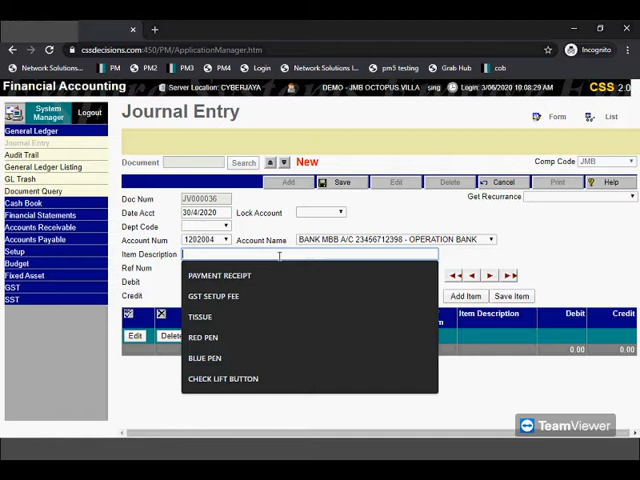 Incognito
cssdecisions.com:450/PM/ApplicationManager.htm
Network Solutions... PM PM2 PM3 PM4 Login Z Network Solutions I... pm5 testing Grab Hub cob
Financial Accounting Server Location: CYBERJAYA DEMO - JMB OCTOPUS VILLA sing Login: 3/06/2020 10:08:29 AM CSS 2.0
System Manager Logout
Journal Entry
Form List
General Ledger
Journal Entry
Audit Trail
General Ledger Listing
GL Trash
Document Query
Cash Book
Financial Statements
Accounts Receivable
Accounts Payable
Setup
Budget
Fixed Asset
GST
SST
Document Search New Comp Code JMB
Add Save Edit Delete Cancel Print Help
Doc Num JV000036 Get Recurrance
Date Acct 30/4/2020 Lock Account
Dept Code
Account Num 1202004 Account Name BANK MBB A/C 23456712398 - OPERATION BANK
Item Description
Ref Num
Debit
Credit
PAYMENT RECEIPT
GST SETUP FEE
TISSUE
RED PEN
BLUE PEN
CHECK LIFT BUTTON
Add Item Save Item
Item Description Debit Credit
Edit Delete 0.00 0.00
TeamViewer